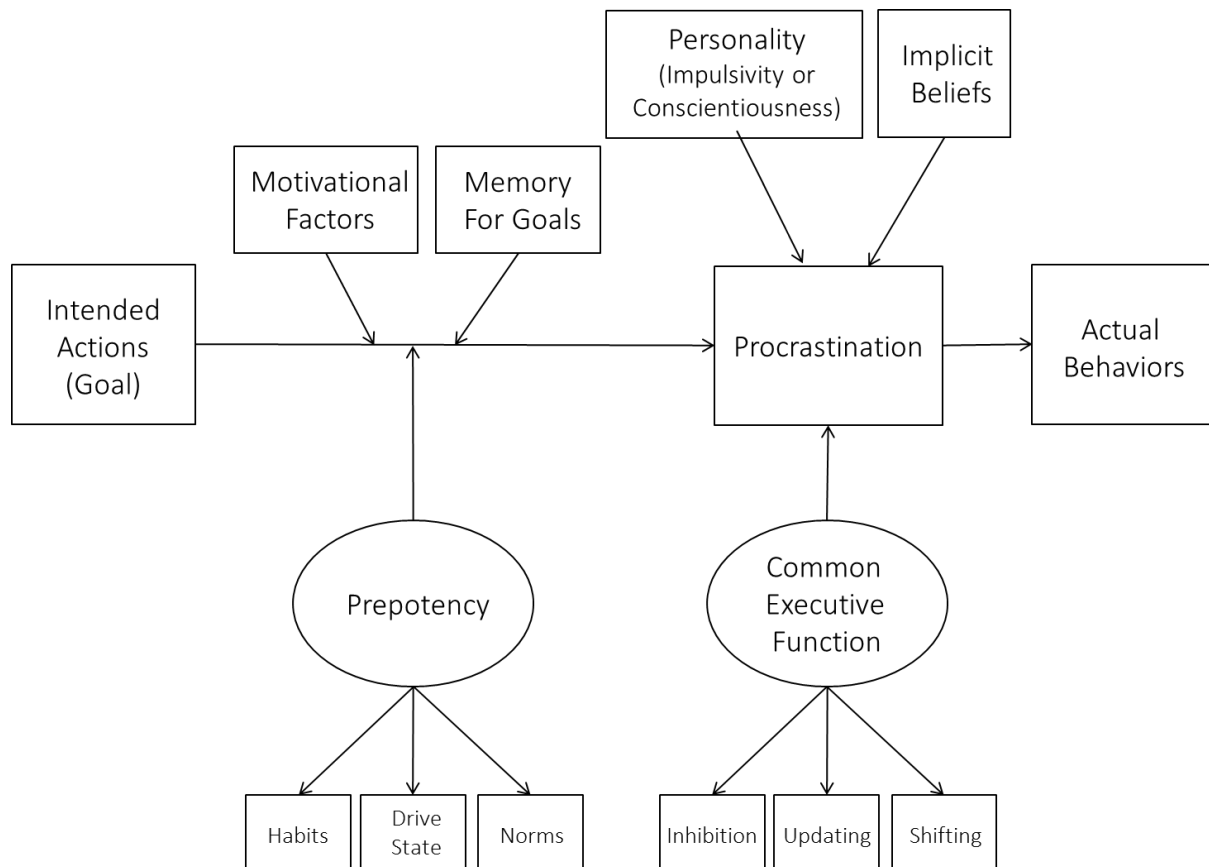 Personality
(Impulsivity or
Conscientiousness)
Implicit
Beliefs
Motivational
Factors
Memory
For Goals
Intended
Actions
(Goal)
Procrastination
Actual
Behaviors
Prepotency
Common
Executive
Function
Habits
Drive
State
Norms
Inhibition
Updating
Shifting